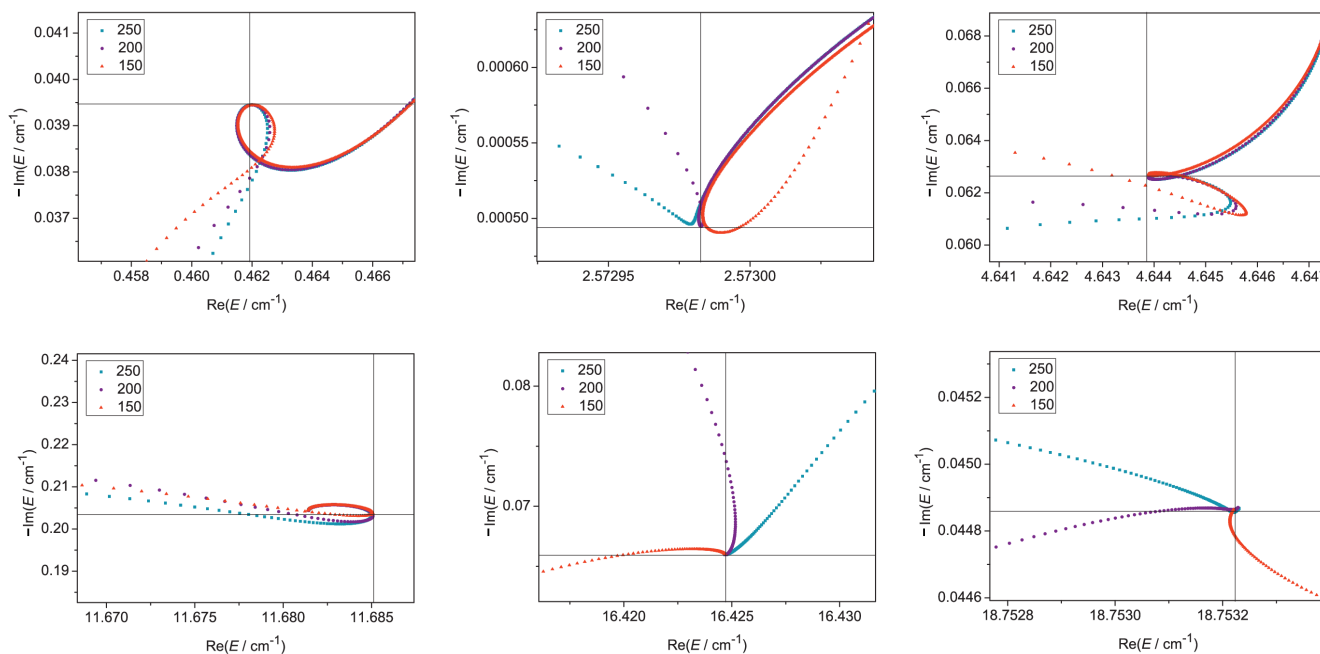 0.041
0.040
0.039
0.038
0.037
250
200
150
0.458 0.460 0.462 0.464 0.466
−Im(E / cm⁻¹)
Re(E / cm⁻¹)
0.00060
0.00055
0.00050
250
200
150
2.57295 2.57300
−Im(E / cm⁻¹)
Re(E / cm⁻¹)
0.068
0.066
0.064
0.062
0.060
250
200
150
4.641 4.642 4.643 4.644 4.645 4.646 4.647
−Im(E / cm⁻¹)
Re(E / cm⁻¹)
0.24
0.23
0.22
0.21
0.20
0.19
250
200
150
11.670 11.675 11.680 11.685
−Im(E / cm⁻¹)
Re(E / cm⁻¹)
0.08
0.07
250
200
150
16.420 16.425 16.430
−Im(E / cm⁻¹)
Re(E / cm⁻¹)
0.0452
0.0450
0.0448
0.0446
250
200
150
18.7528 18.7530 18.7532
−Im(E / cm⁻¹)
Re(E / cm⁻¹)